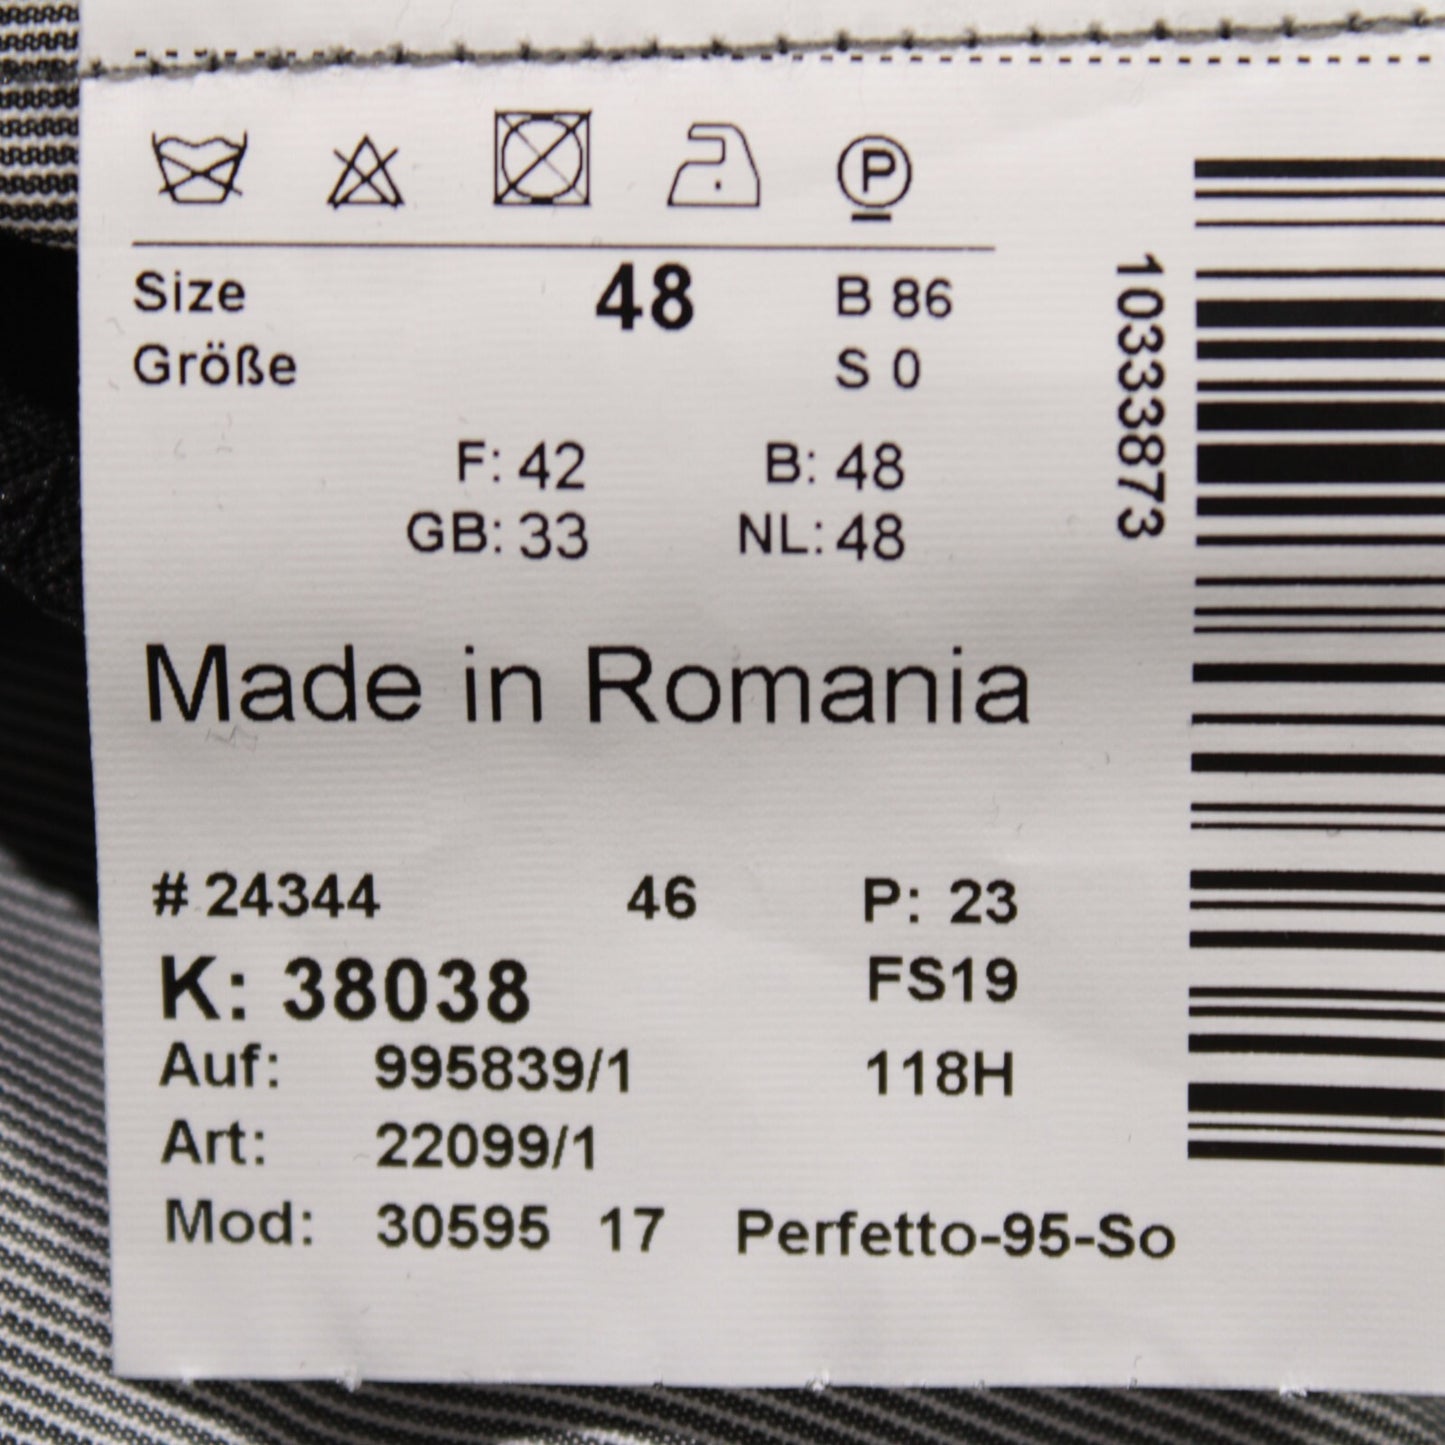 P
Size 48 B 86
Größe S 0
F: 42 B: 48
GB: 33 NL: 48
Made in Romania
# 24344 46 P: 23
K: 38038 FS19
Auf: 995839/1 118H
Art: 22099/1
Mod: 30595 17 Perfetto-95-So
10333873